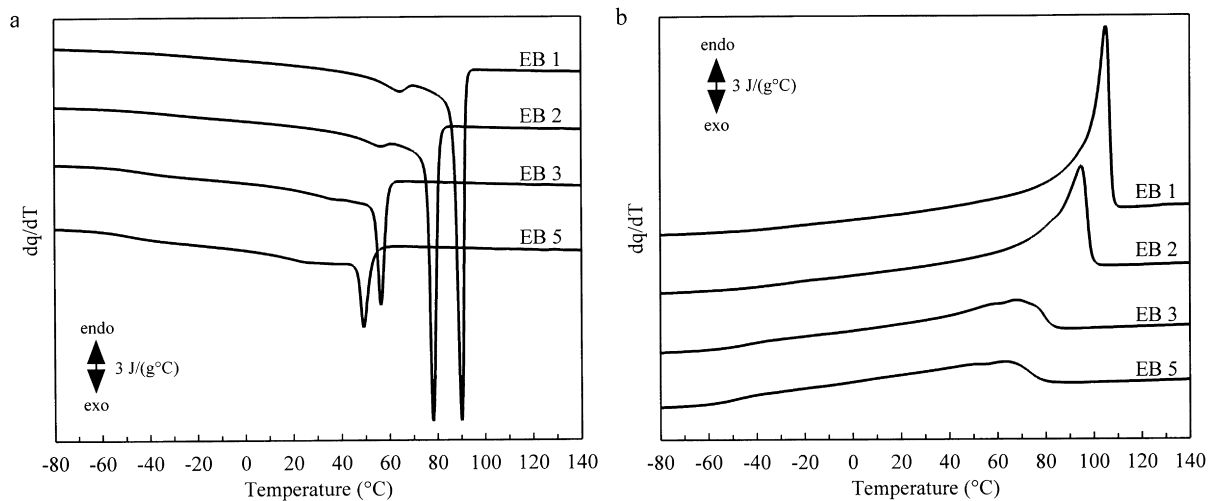 a
EB 1
EB 2
EB 3
EB 5
dq/dT
endo
3 J/(g°C)
exo
-80 -60 -40 -20 0 20 40 60 80 100 120 140
Temperature (°C)
b
endo
3 J/(g°C)
exo
EB 1
EB 2
EB 3
EB 5
dq/dT
-80 -60 -40 -20 0 20 40 60 80 100 120 140
Temperature (°C)